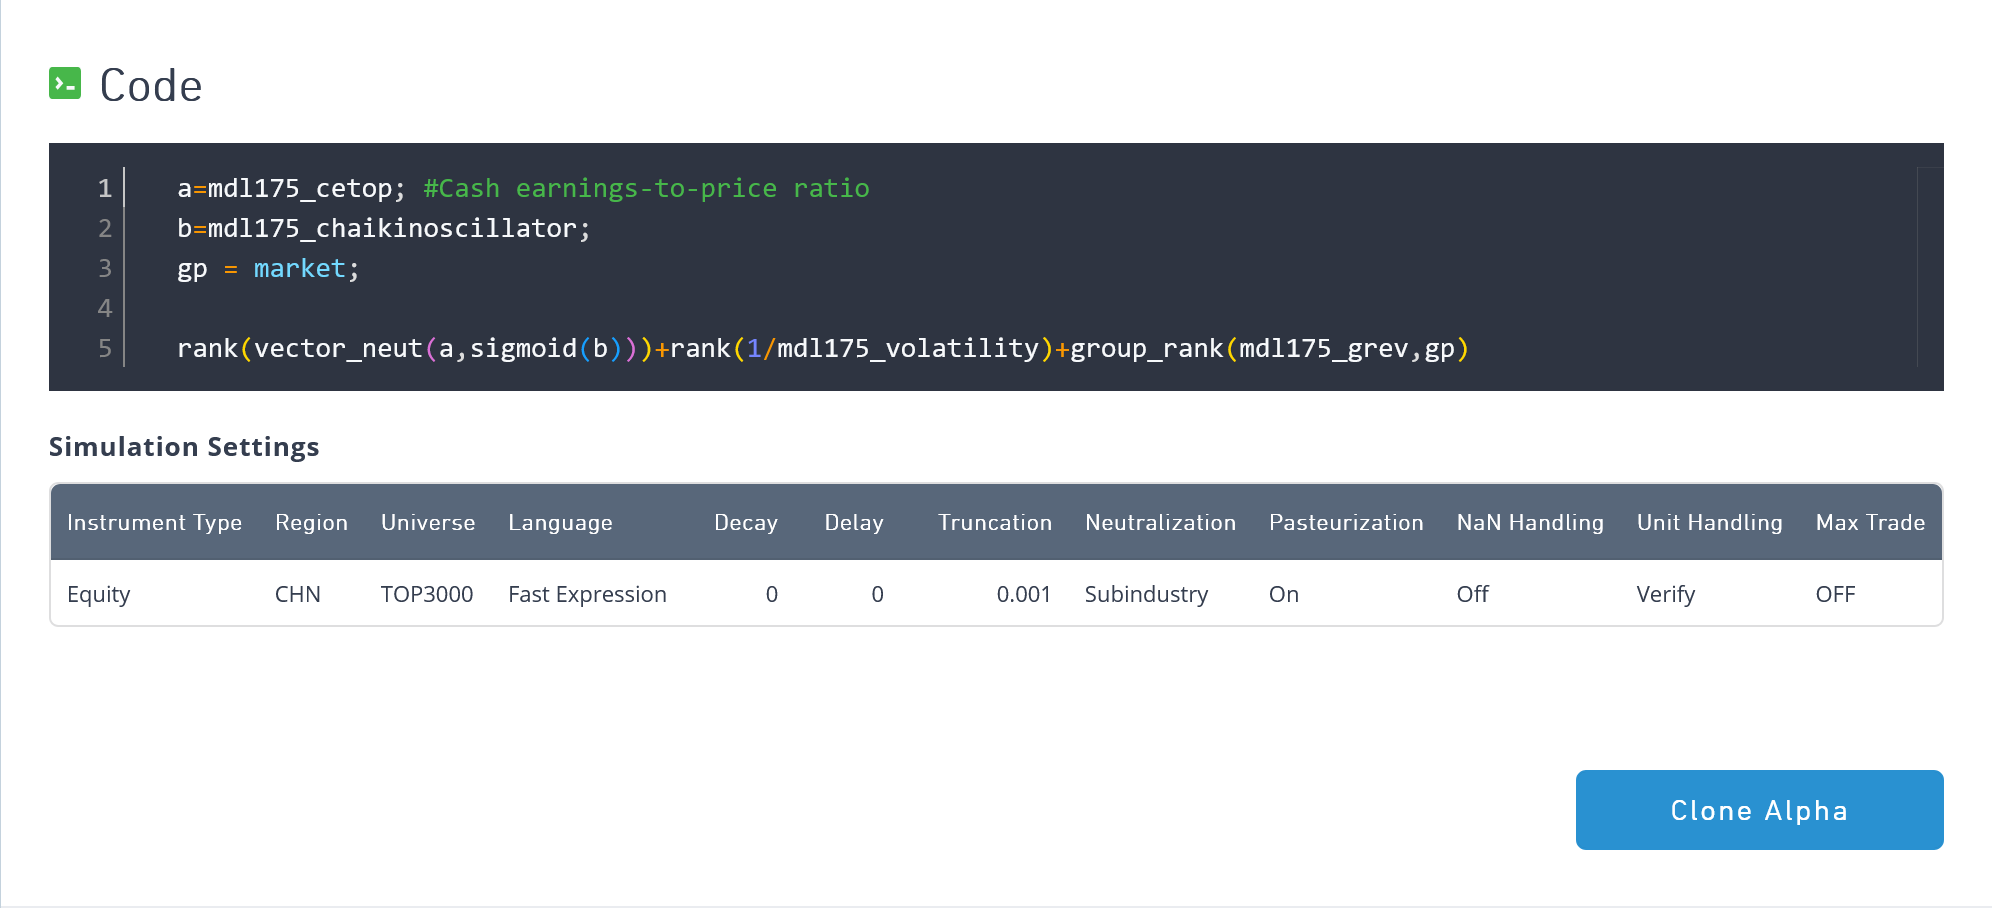 Code
1 a=mdl175_cetop; #Cash earnings-to-price ratio
2 b=mdl175_chaikinoscillator;
3 gp = market;
4
5 rank(vector_neut(a,sigmoid(b)))+rank(1/mdl175_volatility)+group_rank(mdl175_grev,gp)
Simulation Settings
Instrument Type Region Universe Language Decay Delay Truncation Neutralization Pasteurization NaN Handling Unit Handling Max Trade
Equity CHN TOP3000 Fast Expression 0 0 0.001 Subindustry On Off Verify OFF
Clone Alpha